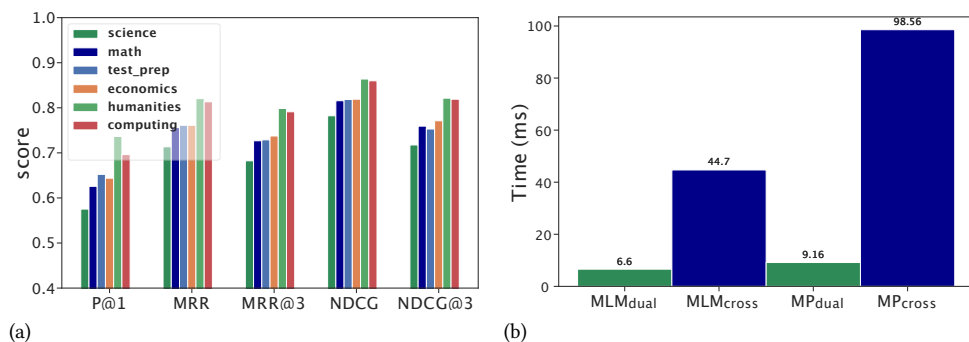 1.0
0.9
0.8
0.7
0.6
0.5
0.4
score
science
math
test_prep
economics
humanities
computing
P@1 MRR MRR@3 NDCG NDCG@3
(a)
100
80
60
40
20
0
Time (ms)
6.6
44.7
9.16
98.56
MLMdual MLMcross MPdual MPcross
(b)